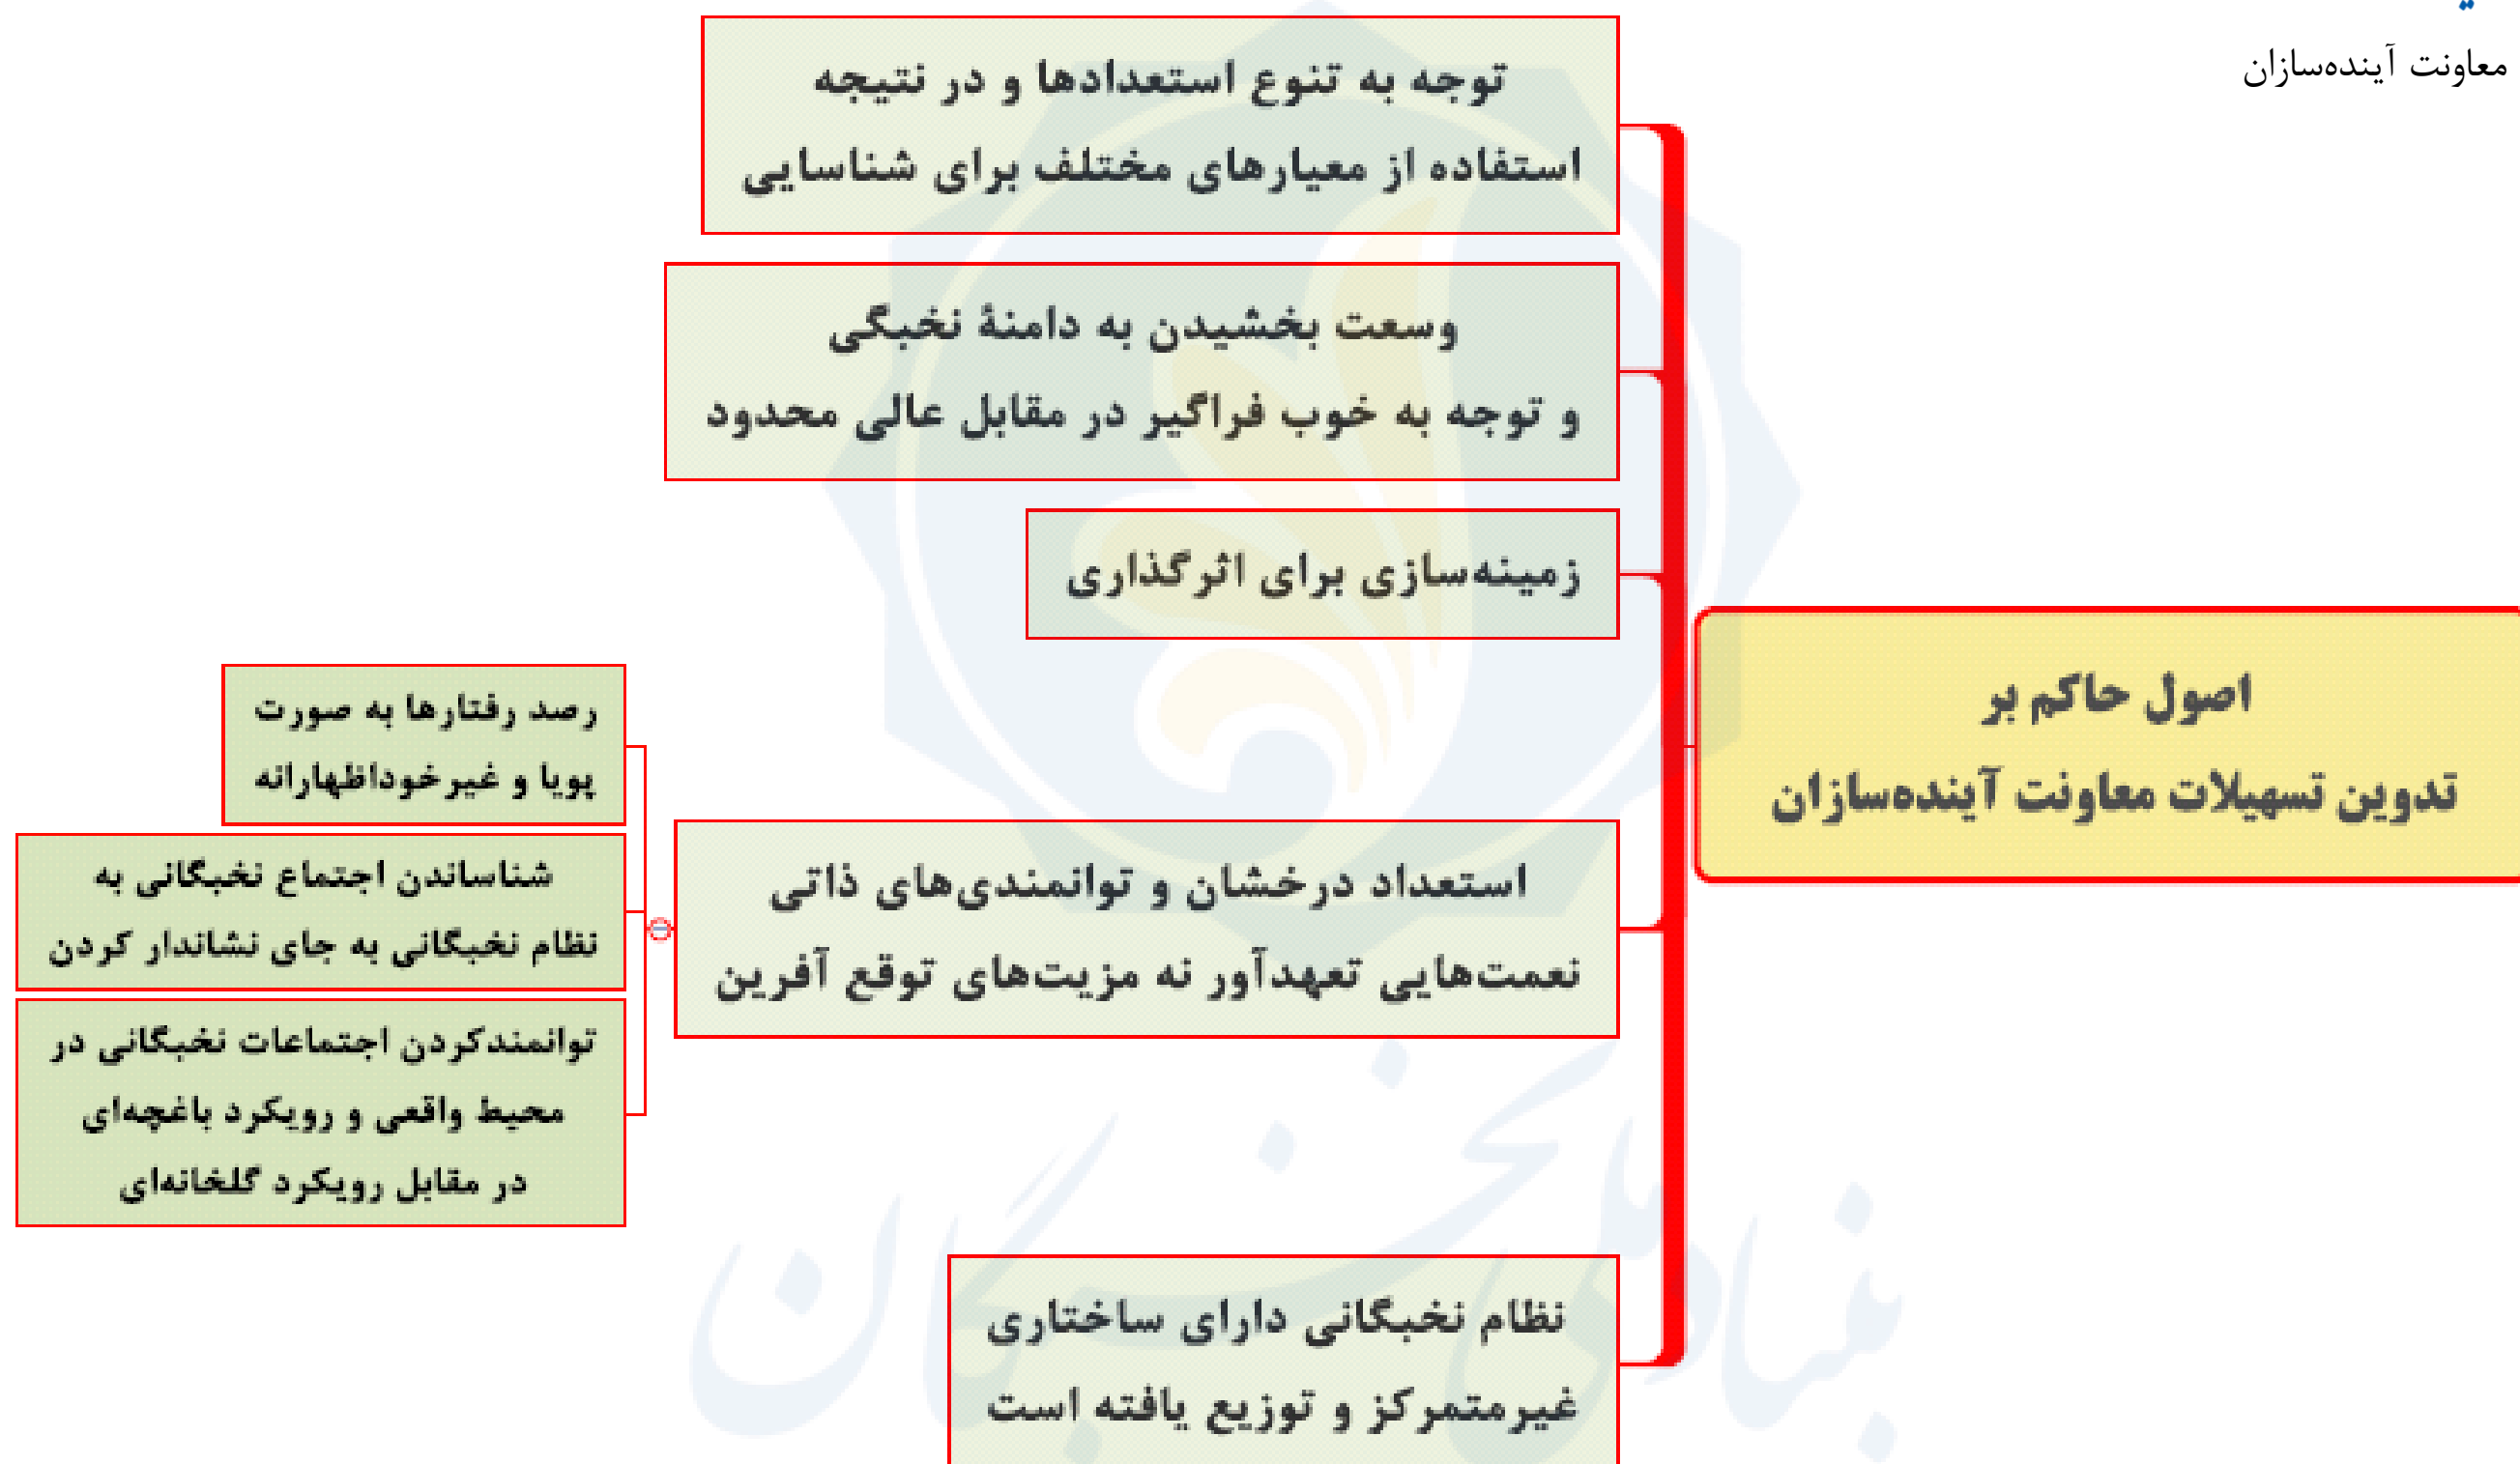 معاونت آینده‌سازان
اصول حاکم بر
تدوین تسهیلات معاونت آینده‌سازان
توجه به تنوع استعدادها و در نتیجه
استفاده از معیارهای مختلف برای شناسایی
وسعت بخشیدن به دامنهٔ نخبگی
و توجه به خوب فراگیر در مقابل عالی محدود
زمینه‌سازی برای اثرگذاری
استعداد درخشان و توانمندی‌های ذاتی
نعمت‌هایی تعهدآور نه مزیت‌های توقع آفرین
رصد رفتارها به صورت
پویا و غیرخوداظهارانه
شناساندن اجتماع نخبگانی به
نظام نخبگانی به جای نشاندار کردن
توانمندکردن اجتماعات نخبگانی در
محیط واقعی و رویکرد باغچه‌ای
در مقابل رویکرد گلخانه‌ای
نظام نخبگانی دارای ساختاری
غیرمتمرکز و توزیع یافته است
بنیاد ملی نخبگان